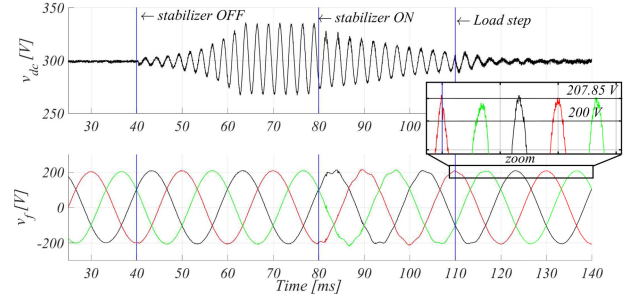 ← stabilizer OFF
← stabilizer ON
← Load step
350
300
250
v_dc [V]
30 40 50 60 70 80 90 100
207.85 V
200 V
zoom
200
0
-200
v_f [V]
30 40 50 60 70 80 90 100 110 120 130 140
Time [ms]